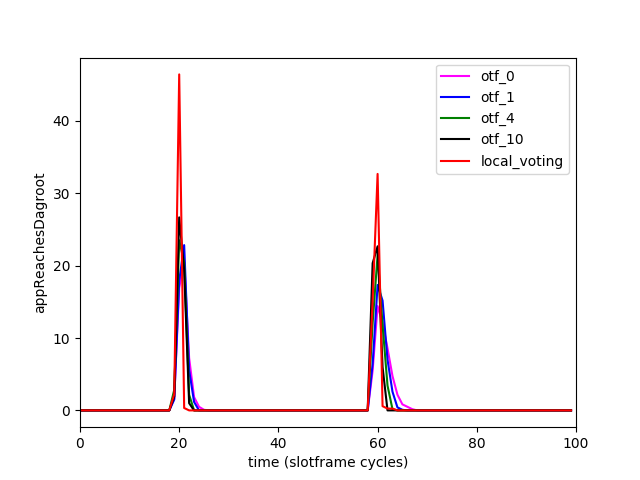 otf_0
otf_1
otf_4
otf_10
local_voting
appReachesDagroot
40
30
20
10
0
0 20 40 60 80 100
time (slotframe cycles)